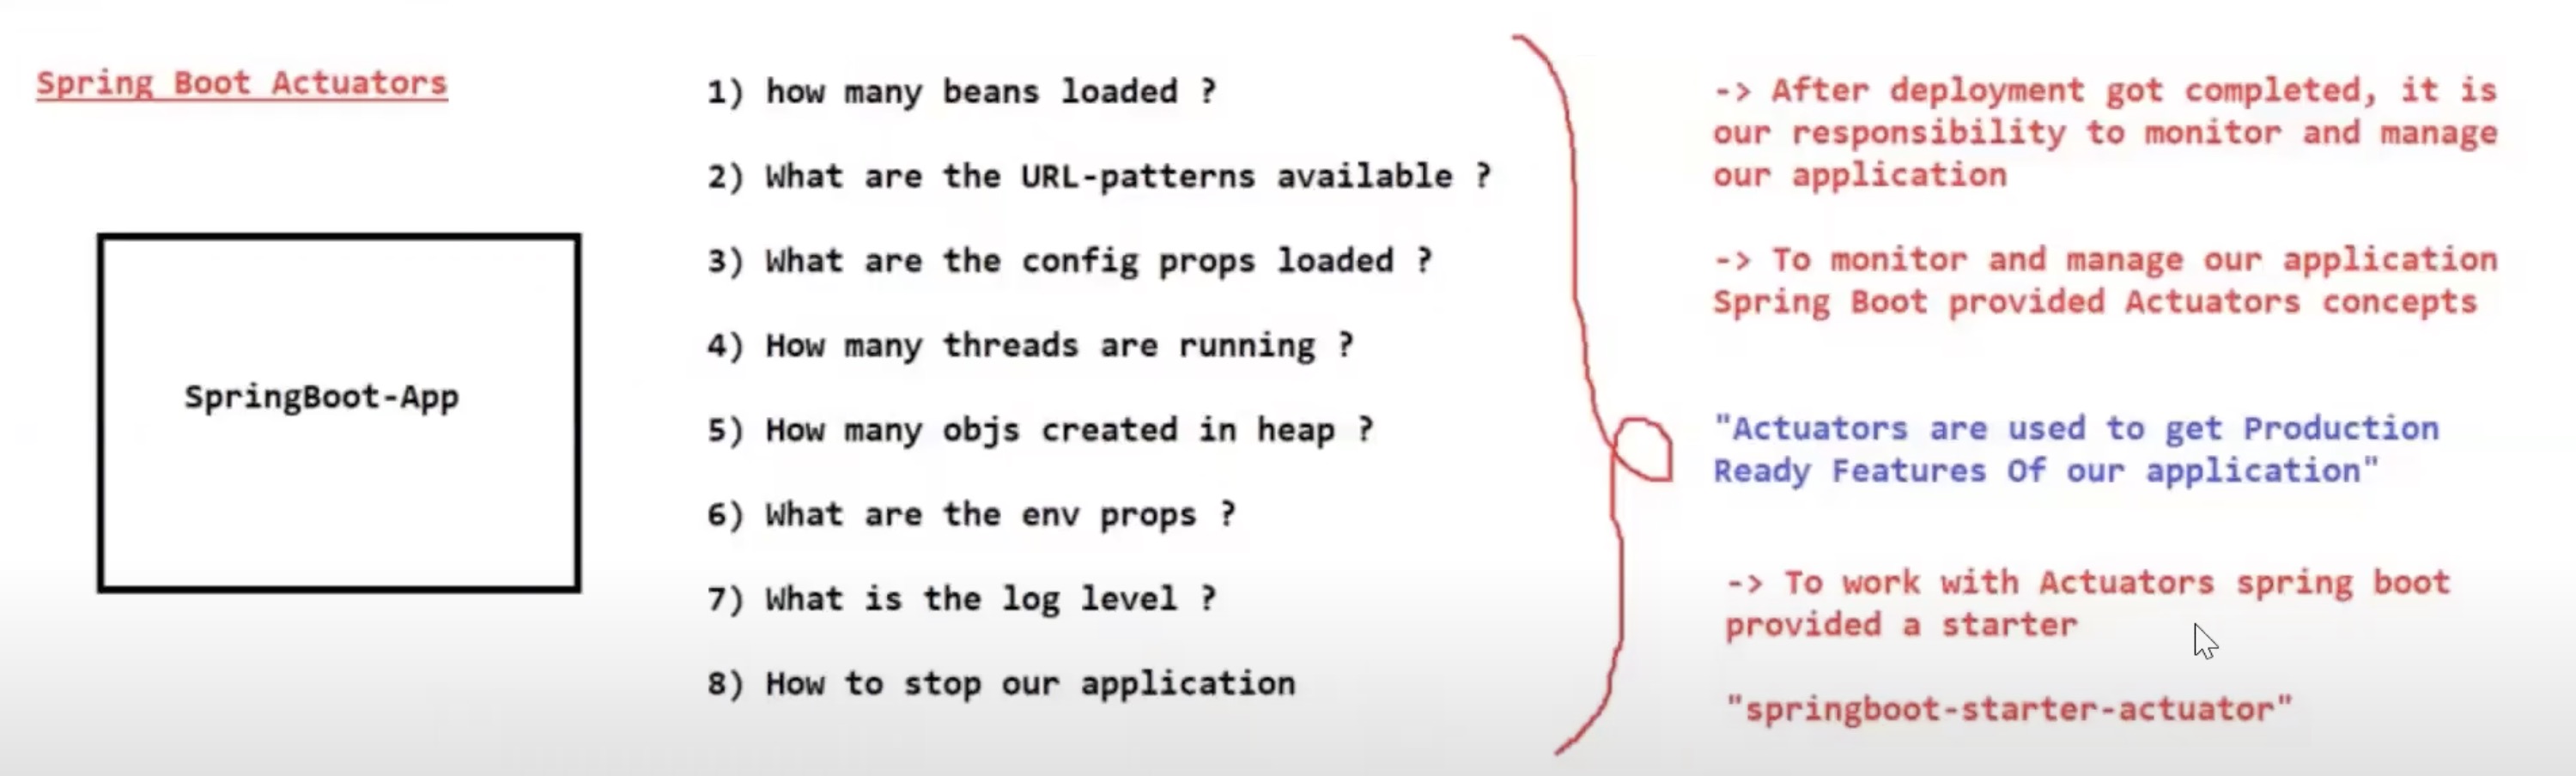 Spring Boot Actuators
SpringBoot-App
1) how many beans loaded ?
2) What are the URL-patterns available ?
3) What are the config props loaded ?
4) How many threads are running ?
5) How many objs created in heap ?
6) What are the env props ?
7) What is the log level ?
8) How to stop our application
-> After deployment got completed, it is
our responsibility to monitor and manage
our application
-> To monitor and manage our application
Spring Boot provided Actuators concepts
"Actuators are used to get Production
Ready Features Of our application"
-> To work with Actuators spring boot
provided a starter
"springboot-starter-actuator"